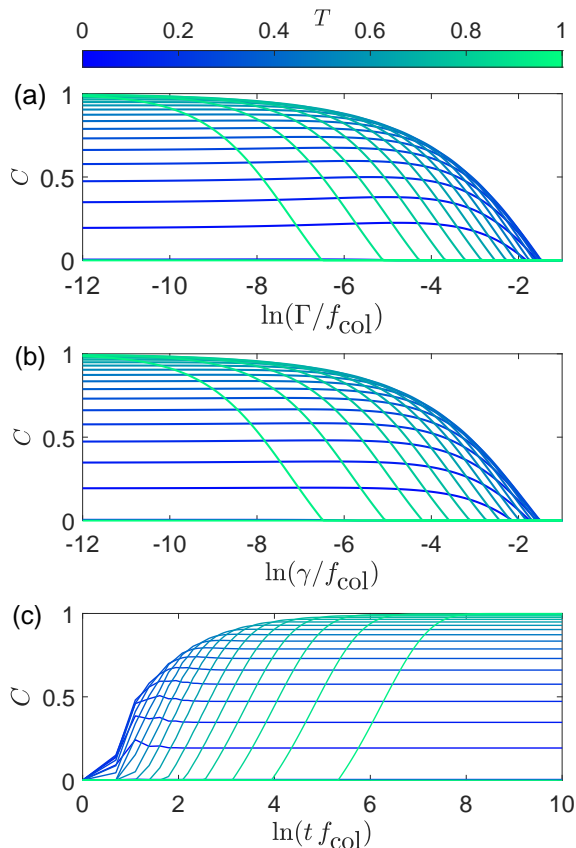 T
0 0.2 0.4 0.6 0.8 1
(a)
1
0.5
0
C
-12 -10 -8 -6 -4 -2
ln(Γ/f_col)
(b)
1
0.5
0
C
-12 -10 -8 -6 -4 -2
ln(γ/f_col)
(c)
1
0.5
0
C
0 2 4 6 8 10
ln(t f_col)